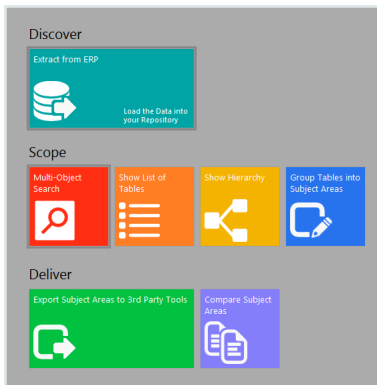 Discover
Extract from ERP
Load the Data into
your Repository
Scope
Multi-Object
Search
Show List of
Tables
Show Hierarchy
Group Tables into
Subject Areas
Deliver
Export Subject Areas to 3rd Party Tools
Compare Subject
Areas